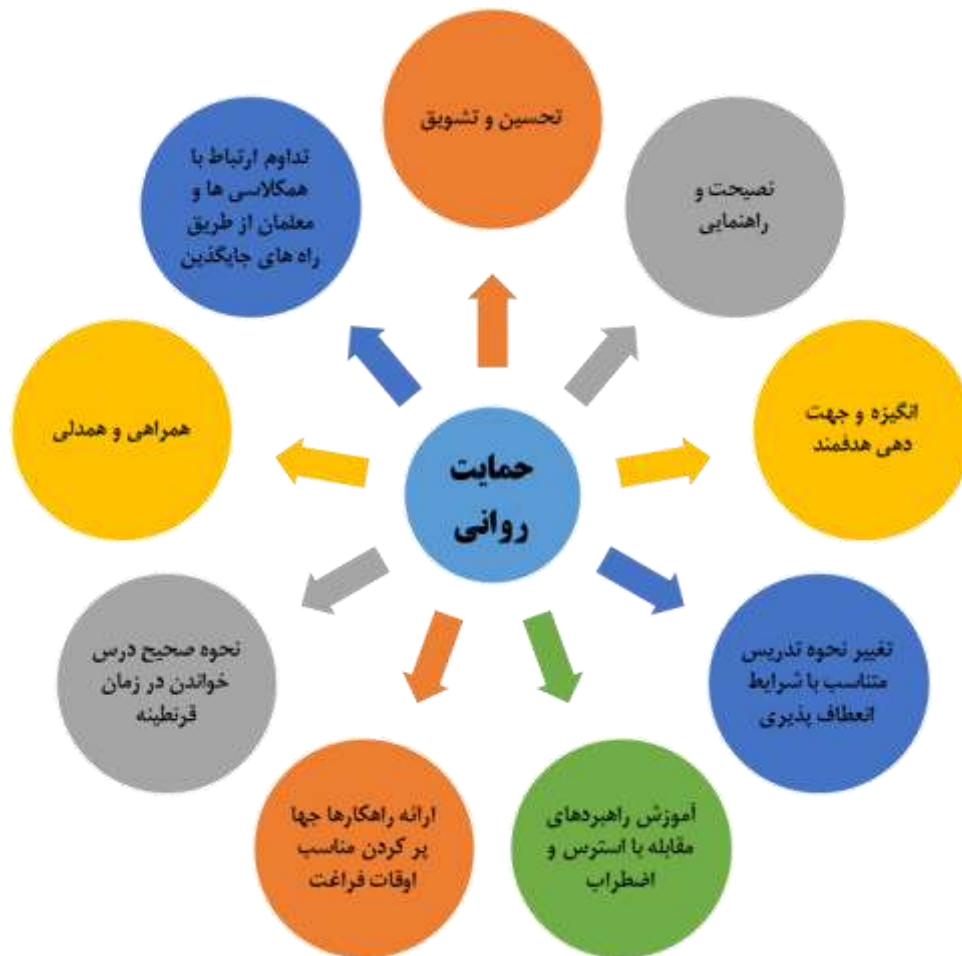 حمایت
روانی
تحسین و تشویق
نصیحت و
راهنمایی
انگیزه و جهت
دهی هدفمند
تغییر نحوه تدریس
متناسب با شرایط
انعطاف پذیری
آموزش راهبردهای
مقابله با استرس و
اضطراب
ارائه راهکارها جها
پر کردن مناسب
اوقات فراغت
نحوه صحیح درس
خواندن در زمان
قرنطینه
همراهی و همدلی
تداوم ارتباط با
همکلاسی ها و
معلمان از طریق
راه های جایگذین